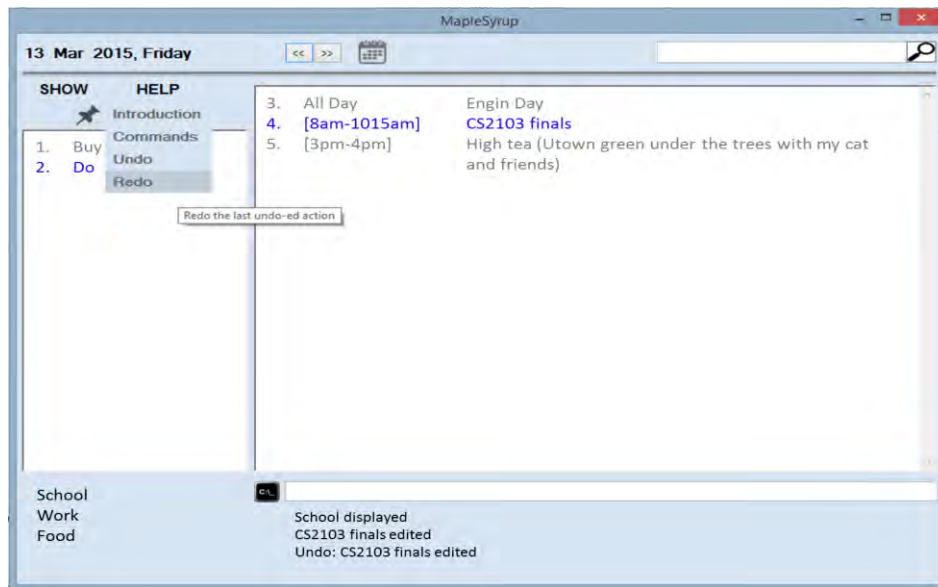 MapleSyrup
13 Mar 2015, Friday
<< >>
SHOW HELP
Introduction
Commands
Undo
Redo
Redo the last undo-ed action
1. Buy
2. Do
3. All Day Engin Day
4. [8am-1015am] CS2103 finals
5. [3pm-4pm] High tea (Utown green under the trees with my cat
and friends)
School
Work
Food
C:\_
School displayed
CS2103 finals edited
Undo: CS2103 finals edited